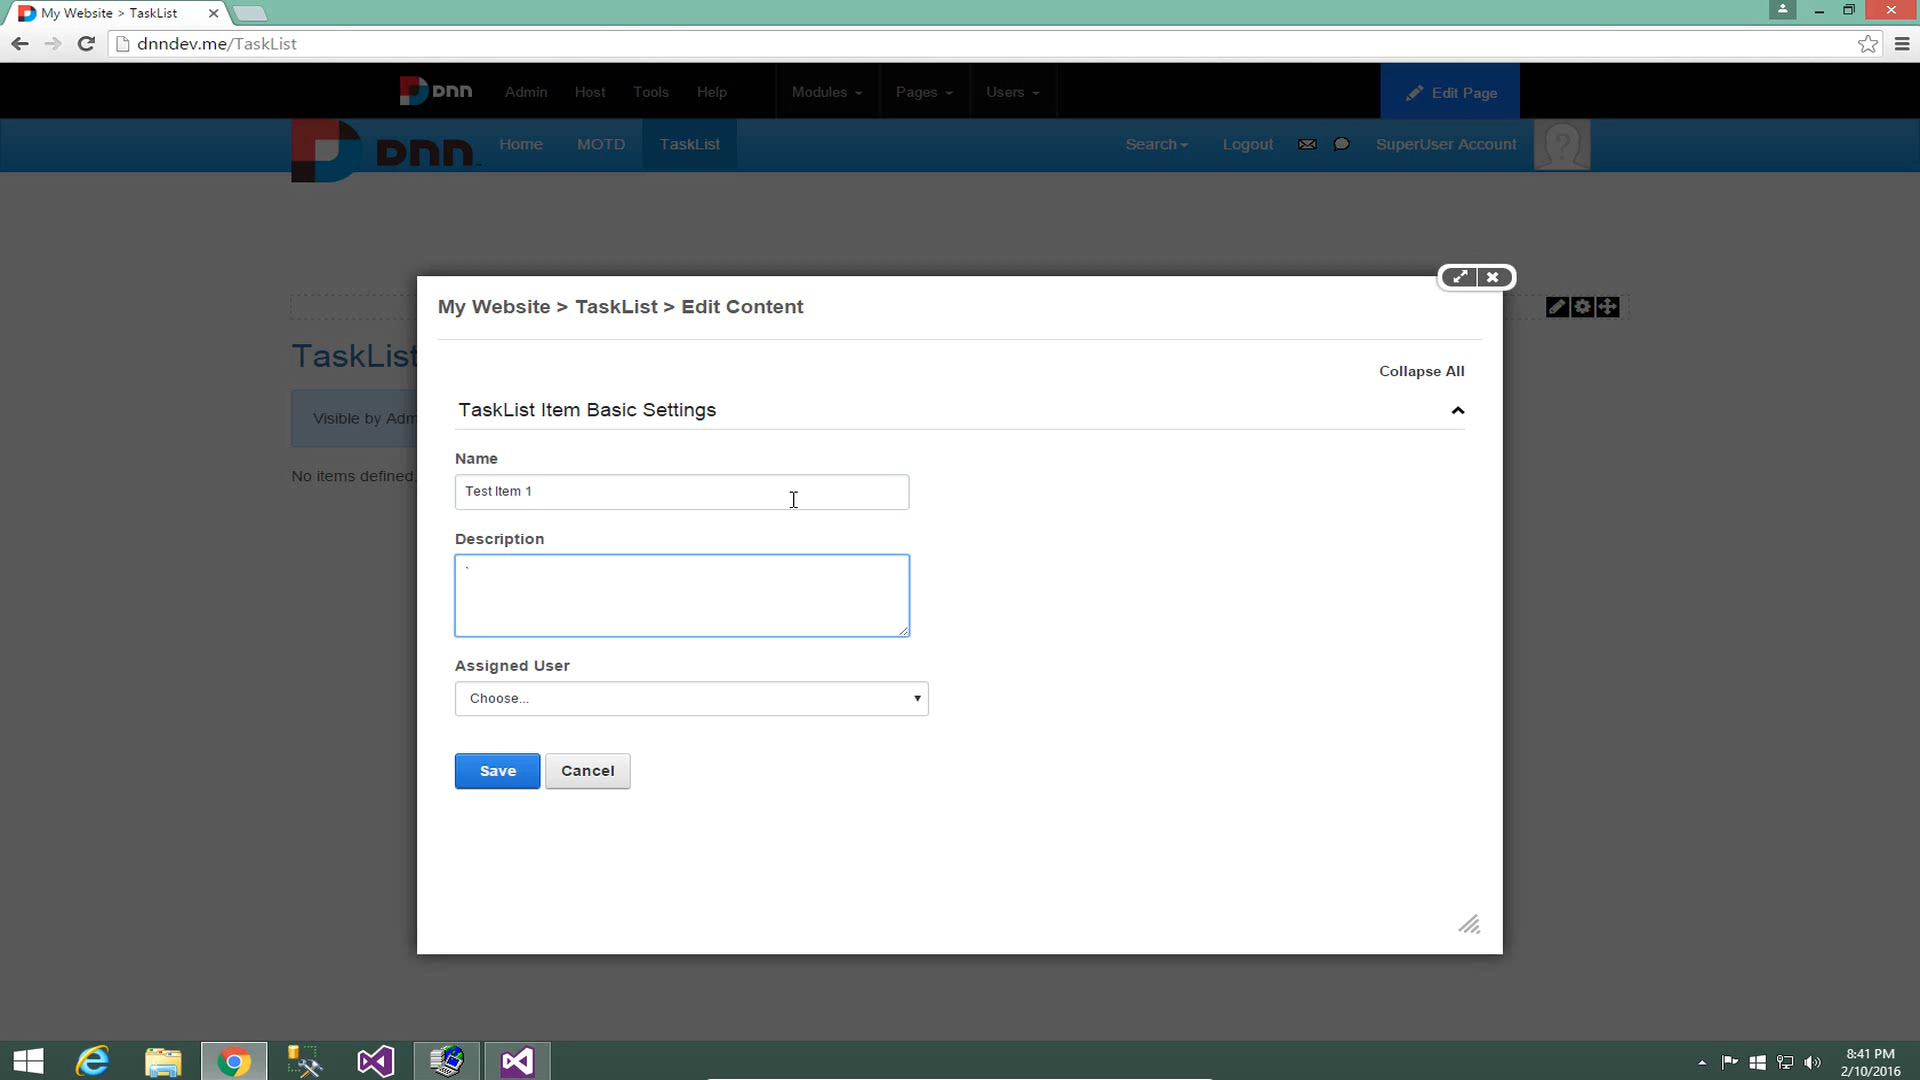 My Website > TaskList
dnndev.me/TaskList
DNN Admin Host Tools Help Modules Pages Users Edit Page
DNN Home MOTD TaskList Search Logout SuperUser Account
My Website > TaskList > Edit Content
TaskList
Collapse All
TaskList Item Basic Settings
Visible by Adm
Name
No items defined.
Test Item 1
Description
`
Assigned User
Choose...
Save Cancel
8:41 PM
2/10/2016